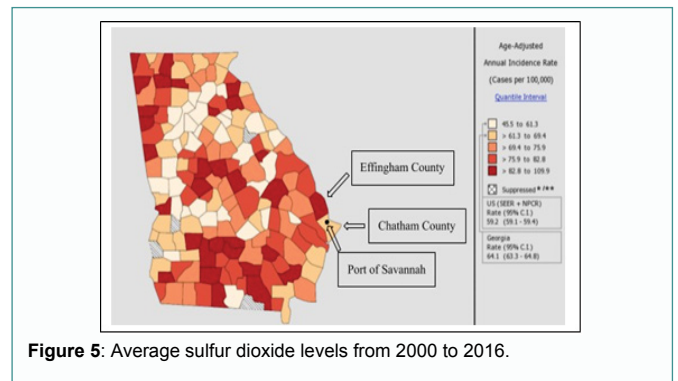 Age-Adjusted
Annual Incidence Rate
(Cases per 100,000)
Quantile Interval
45.5 to 61.3
> 61.3 to 69.4
> 69.4 to 75.9
> 75.9 to 82.8
> 82.8 to 109.9
Suppressed * / **
US (SEER + NPCR)
Rate (95% C.I.)
59.2 (59.1 - 59.4)
Georgia
Rate (95% C.I.)
64.1 (63.3 - 64.8)
Effingham County
Chatham County
Port of Savannah
Figure 5: Average sulfur dioxide levels from 2000 to 2016.